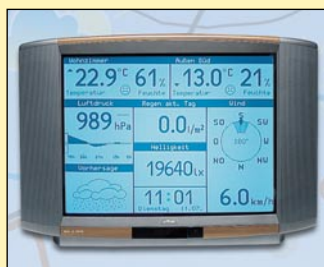 Wohnzimmer Außen Süd
22.9°C 61% 13.0°C 21%
Temperatur Feuchte Temperatur Feuchte
Luftdruck Regen akt. Tag Wind
989 hPa 0.0 l/m²
SO S SW
O 180° W
NO N NW
Helligkeit
19640 lx
Vorhersage
11:01 6.0 km/h
Dienstag